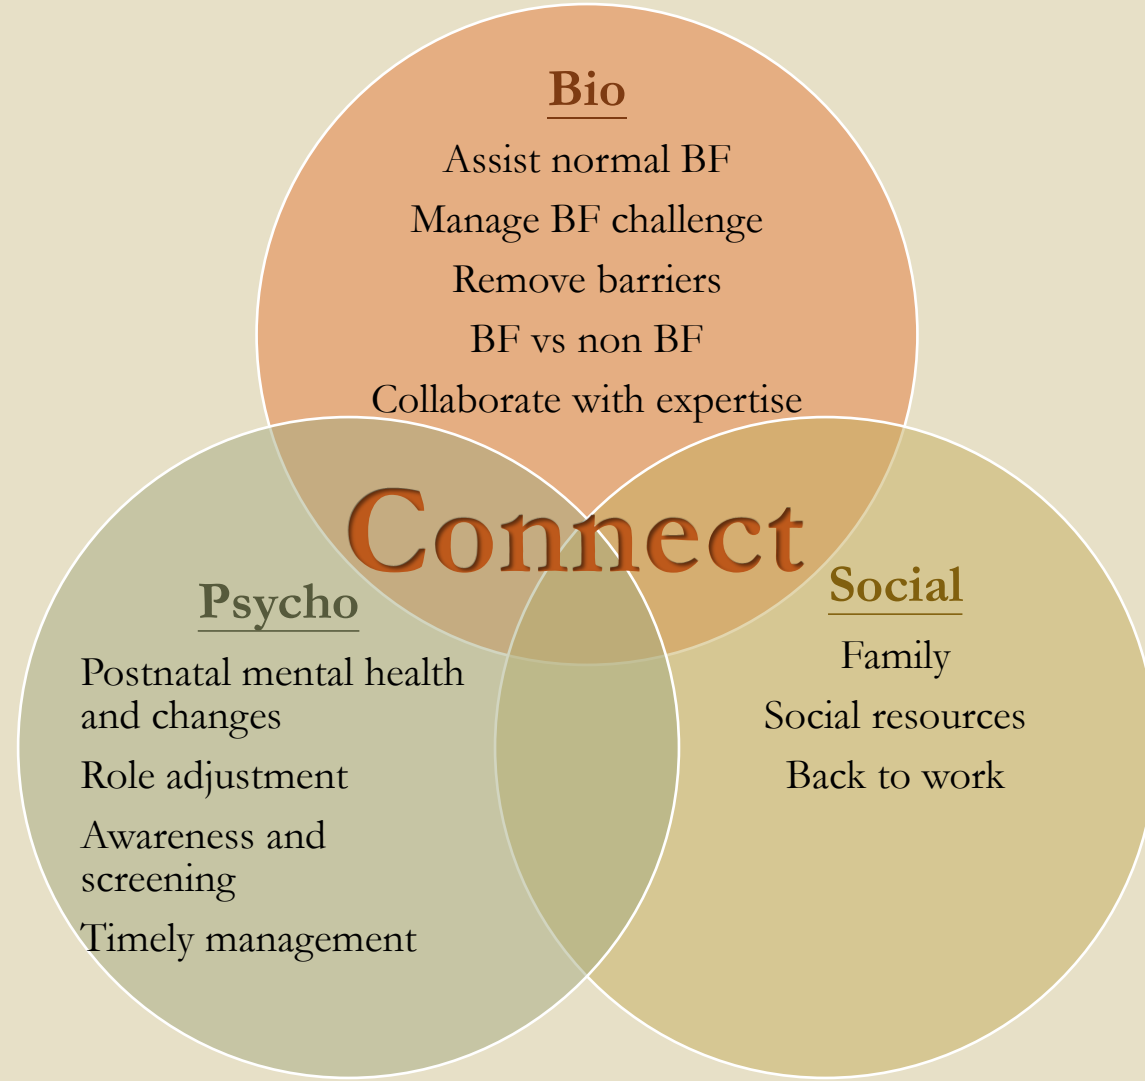 Bio
Assist normal BF
Manage BF challenge
Remove barriers
BF vs non BF
Collaborate with expertise
Connect
Psycho
Postnatal mental health
and changes
Role adjustment
Awareness and
screening
Timely management
Social
Family
Social resources
Back to work